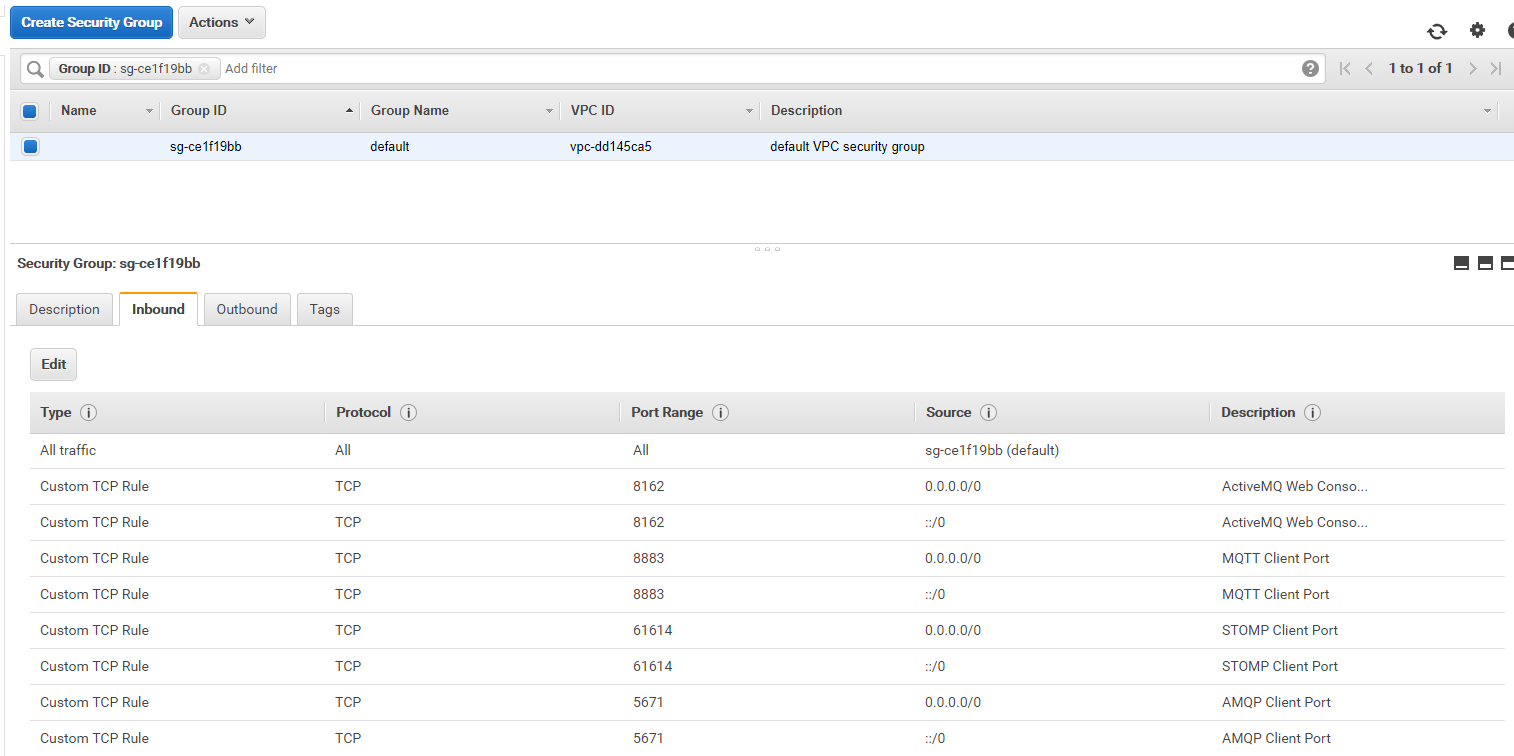 Create Security Group Actions
Group ID : sg-ce1f19bb Add filter 1 to 1 of 1
Name Group ID Group Name VPC ID Description
sg-ce1f19bb default vpc-dd145ca5 default VPC security group
Security Group: sg-ce1f19bb
Description Inbound Outbound Tags
Edit
Type Protocol Port Range Source Description
All traffic All All sg-ce1f19bb (default)
Custom TCP Rule TCP 8162 0.0.0.0/0 ActiveMQ Web Conso...
Custom TCP Rule TCP 8162 ::/0 ActiveMQ Web Conso...
Custom TCP Rule TCP 8883 0.0.0.0/0 MQTT Client Port
Custom TCP Rule TCP 8883 ::/0 MQTT Client Port
Custom TCP Rule TCP 61614 0.0.0.0/0 STOMP Client Port
Custom TCP Rule TCP 61614 ::/0 STOMP Client Port
Custom TCP Rule TCP 5671 0.0.0.0/0 AMQP Client Port
Custom TCP Rule TCP 5671 ::/0 AMQP Client Port